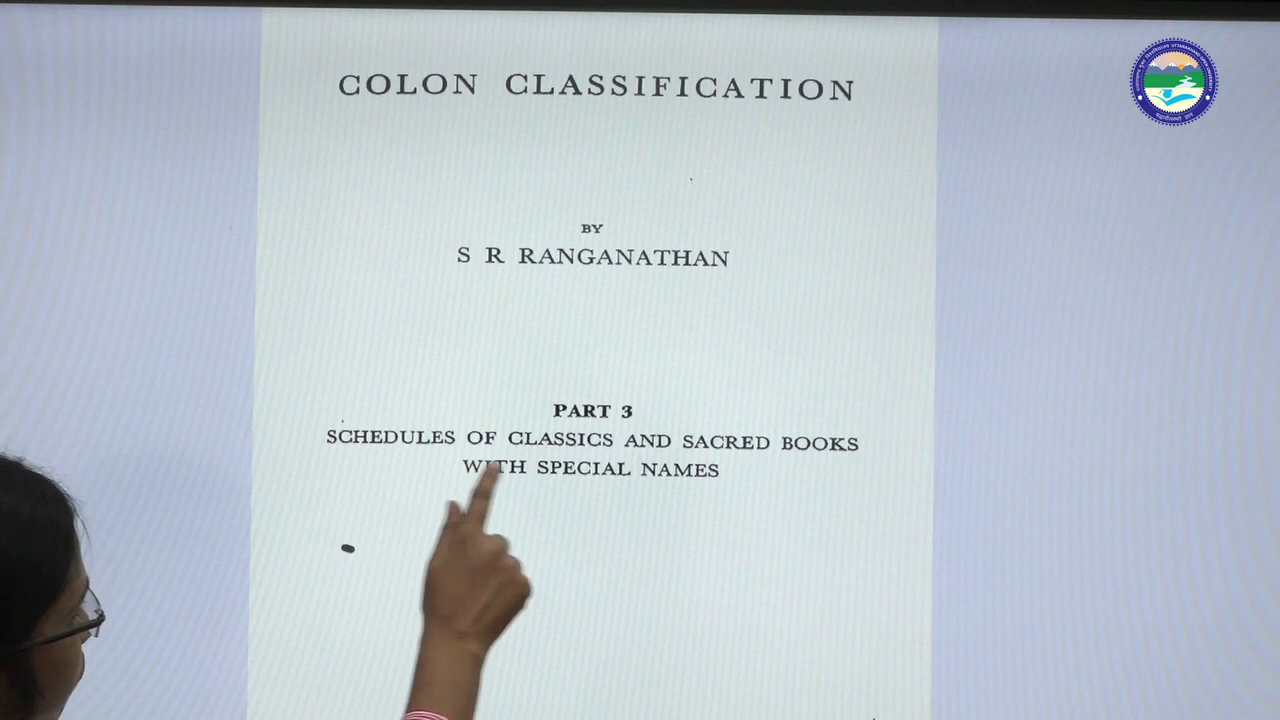 COLON CLASSIFICATION
BY
S R RANGANATHAN
PART 3
SCHEDULES OF CLASSICS AND SACRED BOOKS
WITH SPECIAL NAMES